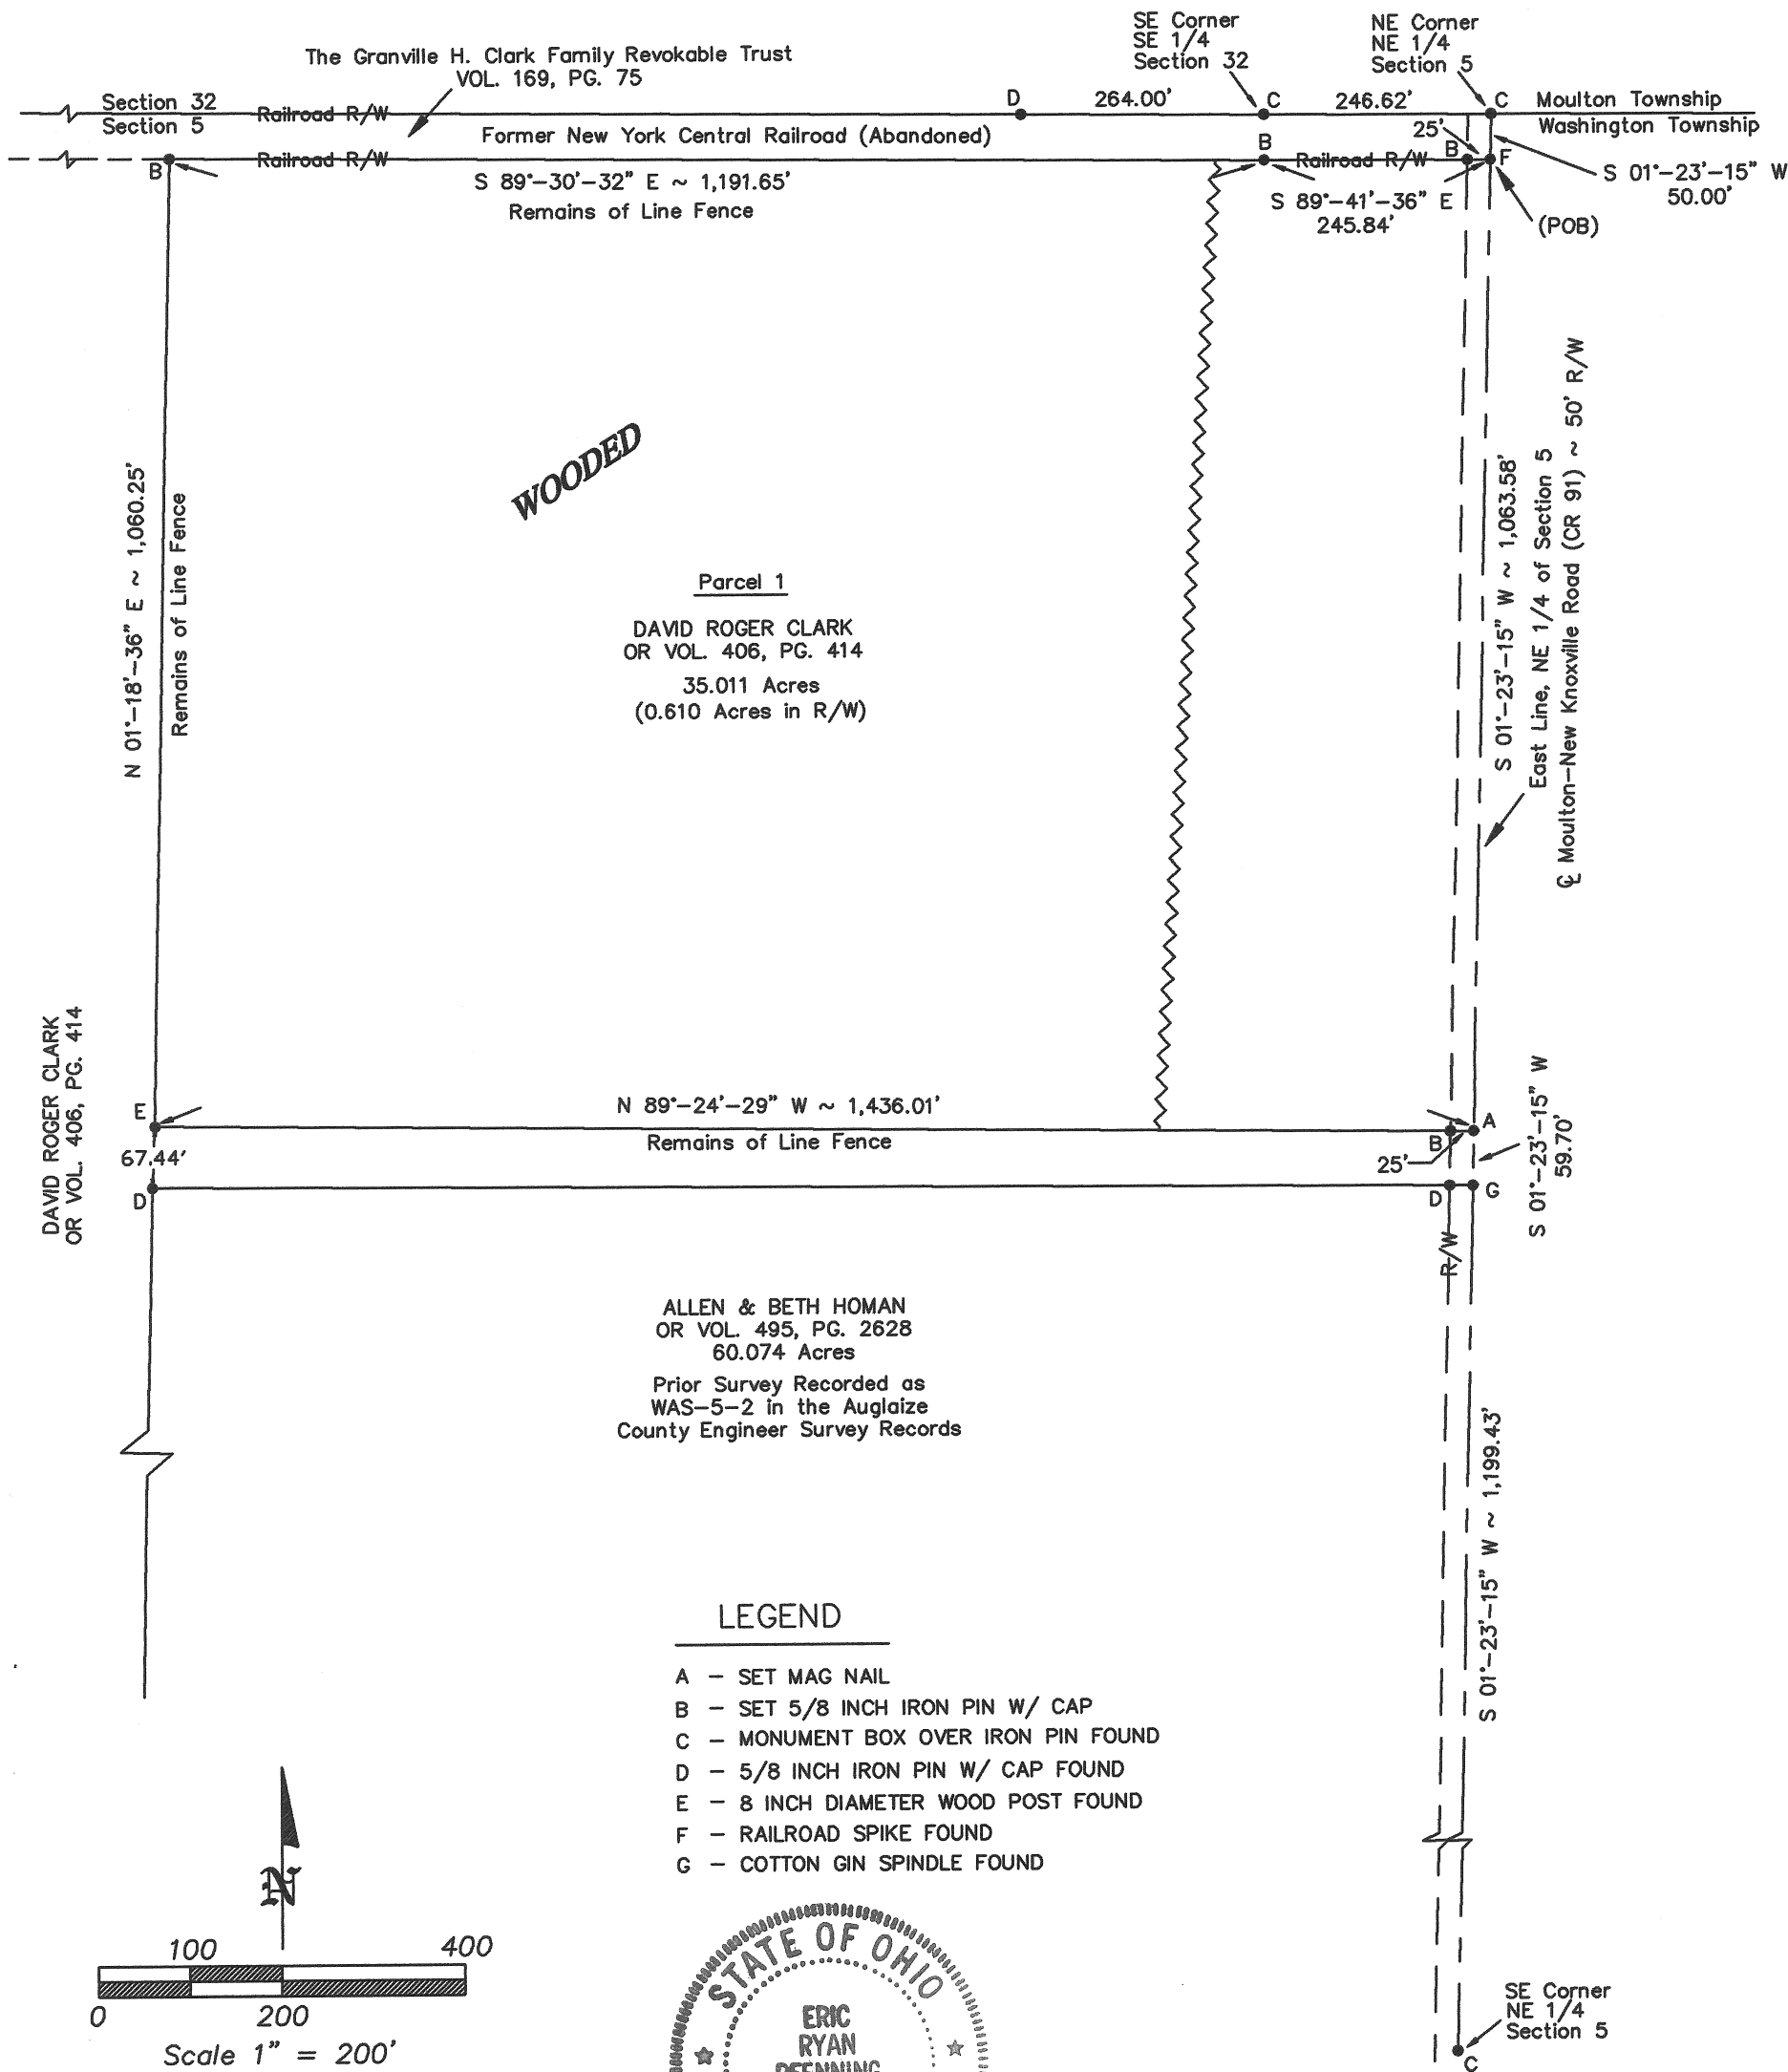 SE Corner
SE 1/4
Section 32
NE Corner
NE 1/4
Section 5
The Granville H. Clark Family Revokable Trust
VOL. 169, PG. 75
Section 32
Section 5
Railroad R/W
D
264.00'
C
246.62'
C
Moulton Township
Washington Township
Former New York Central Railroad (Abandoned)
25'
B
Railroad R/W
B
Railroad R/W
B
F
S 01°-23'-15" W
50.00'
S 89°-30'-32" E ~ 1,191.65'
Remains of Line Fence
S 89°-41'-36" E
245.84'
(POB)
WOODED
N 01°-18'-36" E ~ 1,060.25'
Remains of Line Fence
Parcel 1
DAVID ROGER CLARK
OR VOL. 406, PG. 414
35.011 Acres
(0.610 Acres in R/W)
S 01°-23'-15" W ~ 1,063.58'
East Line, NE 1/4 of Section 5
℄ Moulton-New Knoxville Road (CR 91) ~ 50' R/W
DAVID ROGER CLARK
OR VOL. 406, PG. 414
E
N 89°-24'-29" W ~ 1,436.01'
Remains of Line Fence
A
B
25'
S 01°-23'-15" W
59.70'
67.44'
D
D
G
R/W
ALLEN & BETH HOMAN
OR VOL. 495, PG. 2628
60.074 Acres
Prior Survey Recorded as
WAS-5-2 in the Auglaize
County Engineer Survey Records
S 01°-23'-15" W ~ 1,199.43'
LEGEND
A - SET MAG NAIL
B - SET 5/8 INCH IRON PIN W/ CAP
C - MONUMENT BOX OVER IRON PIN FOUND
D - 5/8 INCH IRON PIN W/ CAP FOUND
E - 8 INCH DIAMETER WOOD POST FOUND
F - RAILROAD SPIKE FOUND
G - COTTON GIN SPINDLE FOUND
N
100 400
0 200
Scale 1" = 200'
STATE OF OHIO
ERIC
RYAN
PFENNING
SE Corner
NE 1/4
Section 5
C